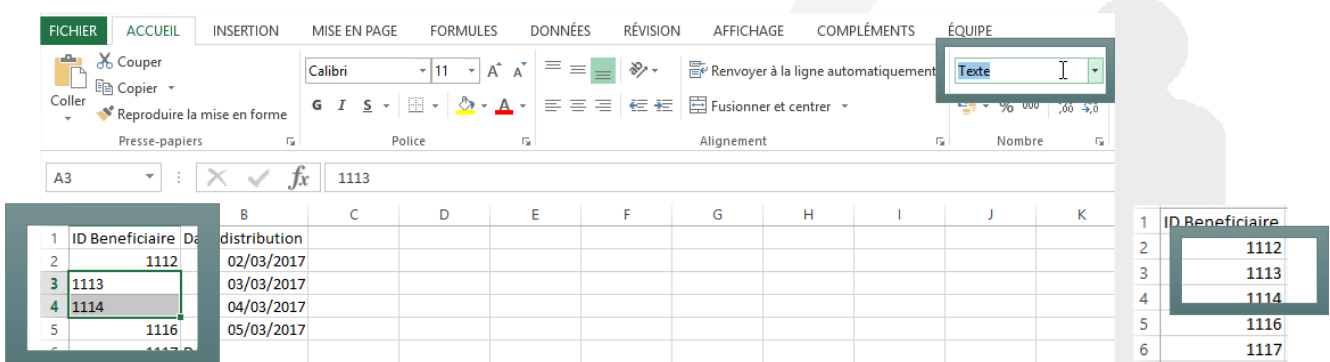 FICHIER ACCUEIL INSERTION MISE EN PAGE FORMULES DONNÉES RÉVISION AFFICHAGE COMPLÉMENTS ÉQUIPE
Couper
Copier
Coller
Reproduire la mise en forme
Presse-papiers
Calibri 11 A A
G I S A
Police
Renvoyer à la ligne automatiquement
Fusionner et centrer
Alignement
Texte
% 000 ,00 ,0
Nombre
A3 fx 1113
B C D E F G H I J K
1 ID Beneficiaire Da distribution
2 1112 02/03/2017
3 1113 03/03/2017
4 1114 04/03/2017
5 1116 05/03/2017
1117
1 ID Beneficiaire
2 1112
3 1113
4 1114
5 1116
6 1117